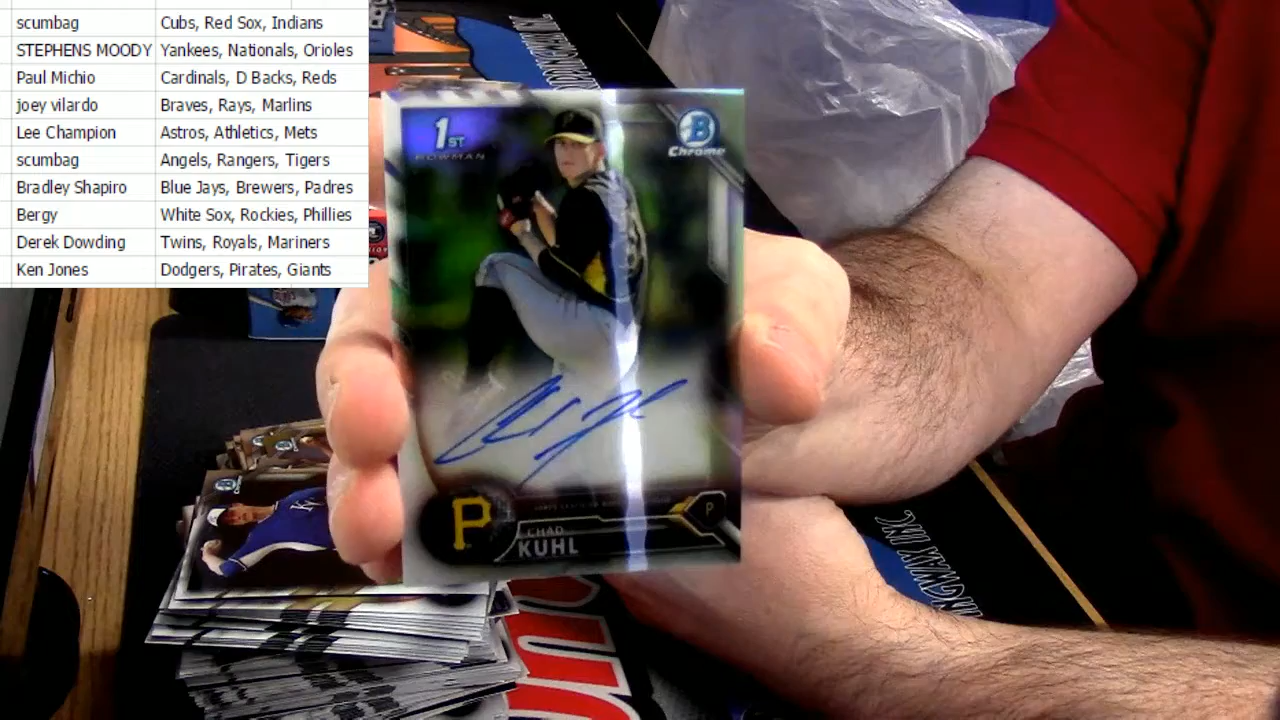 scumbag Cubs, Red Sox, Indians
STEPHENS MOODY Yankees, Nationals, Orioles
Paul Michio Cardinals, D Backs, Reds
joey vilardo Braves, Rays, Marlins
Lee Champion Astros, Athletics, Mets
scumbag Angels, Rangers, Tigers
Bradley Shapiro Blue Jays, Brewers, Padres
Bergy White Sox, Rockies, Phillies
Derek Dowding Twins, Royals, Mariners
Ken Jones Dodgers, Pirates, Giants
1ST
BOWMAN
B
Chrome
P
P
CHAD
KUHL
INGWAX INC.